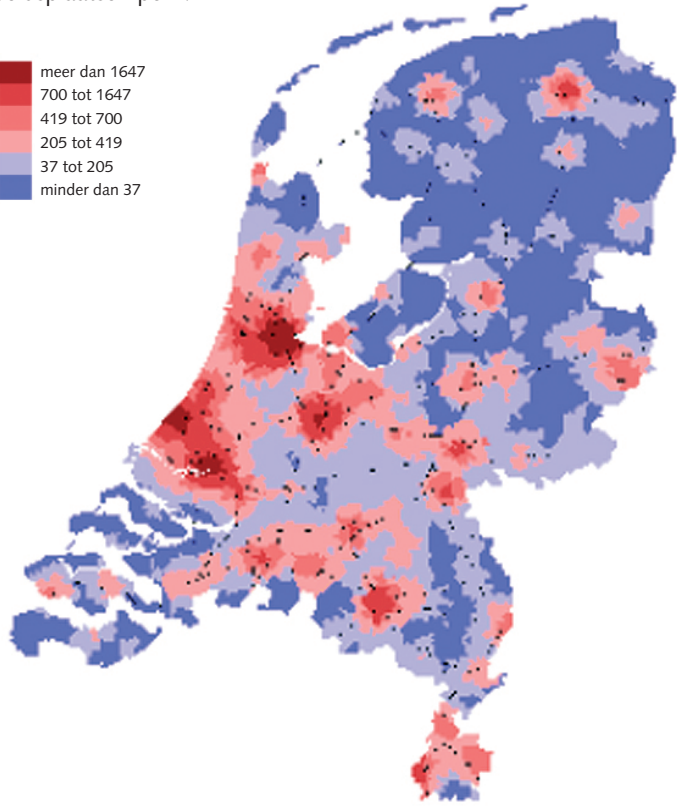 meer dan 1647
700 tot 1647
419 tot 700
205 tot 419
37 tot 205
minder dan 37